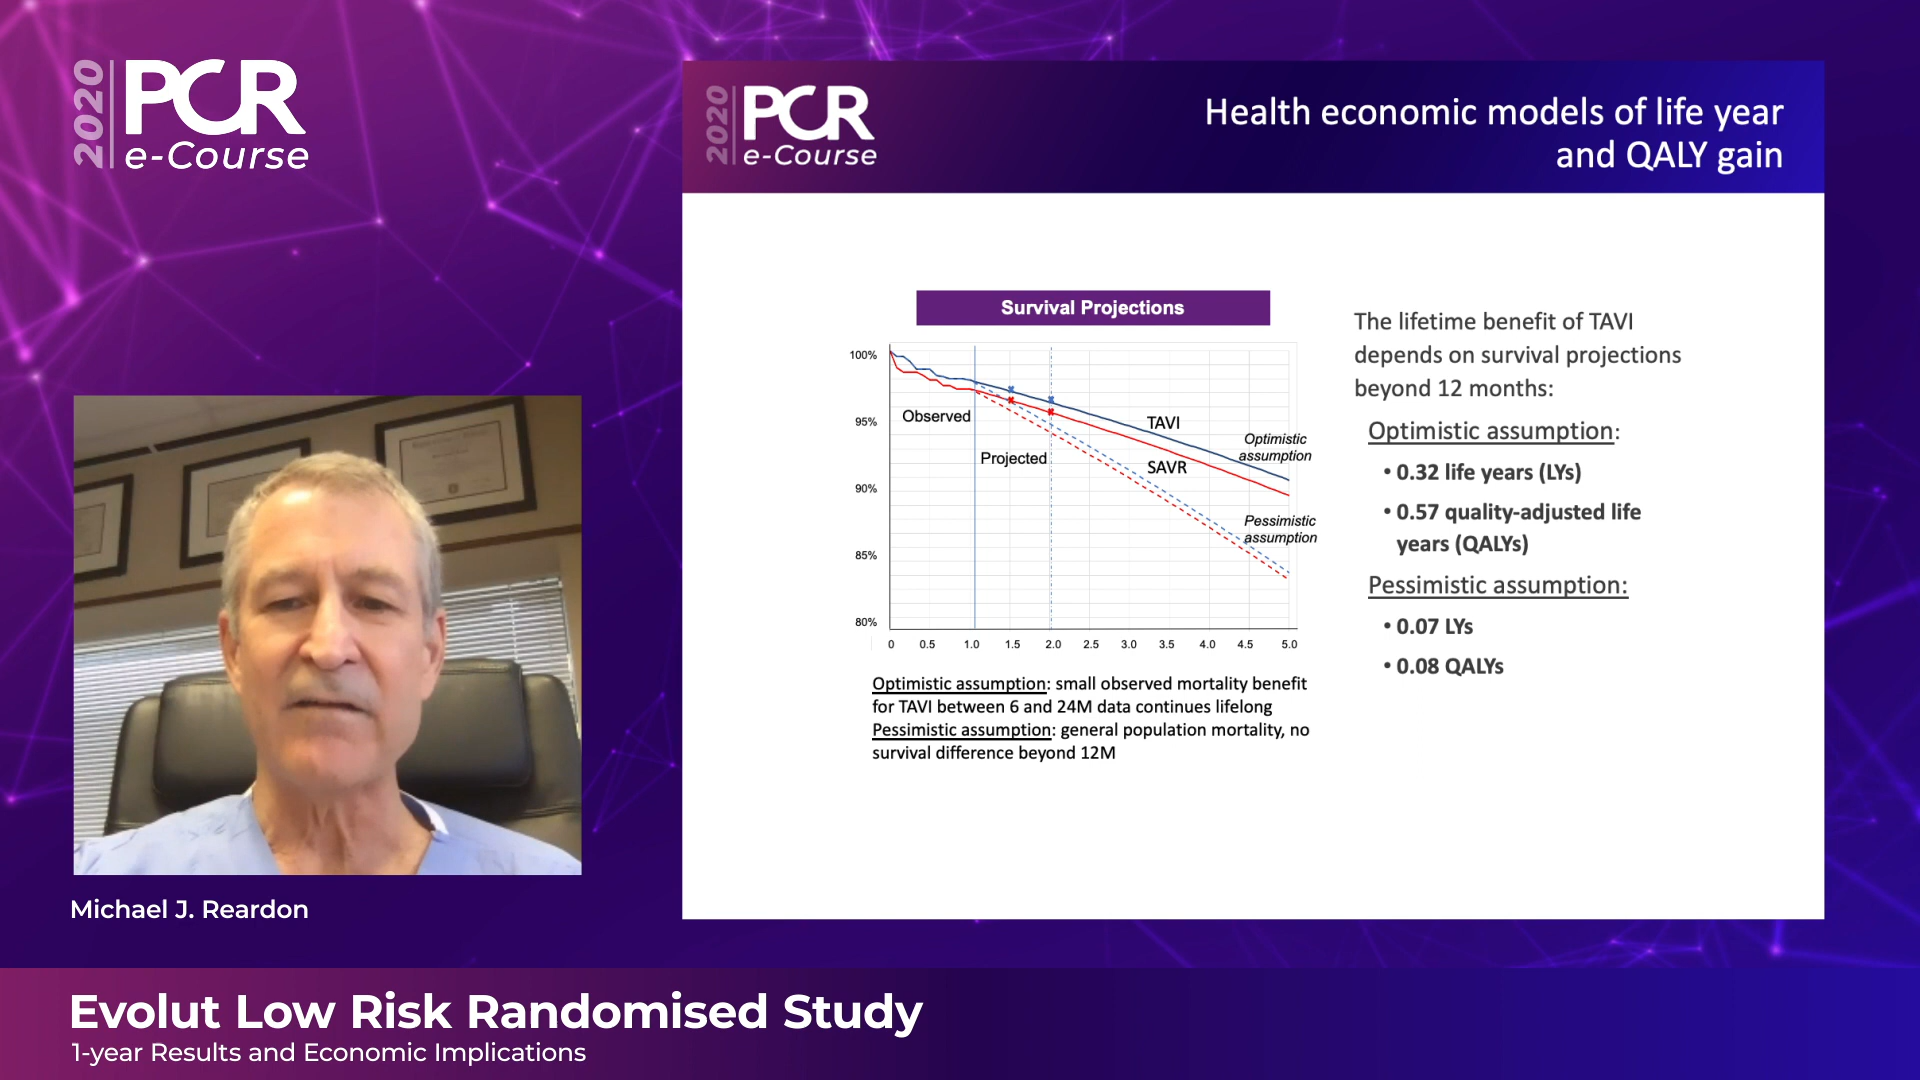 2020
PCR
e-Course
2020
PCR
e-Course
Health economic models of life year
and QALY gain
Survival Projections
100%
95%
90%
85%
80%
0 0.5 1.0 1.5 2.0 2.5 3.0 3.5 4.0 4.5 5.0
Observed
Projected
TAVI
SAVR
Optimistic
assumption
Pessimistic
assumption
Optimistic assumption: small observed mortality benefit
for TAVI between 6 and 24M data continues lifelong
Pessimistic assumption: general population mortality, no
survival difference beyond 12M
The lifetime benefit of TAVI
depends on survival projections
beyond 12 months:
Optimistic assumption:
• 0.32 life years (LYs)
• 0.57 quality-adjusted life
years (QALYs)
Pessimistic assumption:
• 0.07 LYs
• 0.08 QALYs
Michael J. Reardon
Evolut Low Risk Randomised Study
1-year Results and Economic Implications